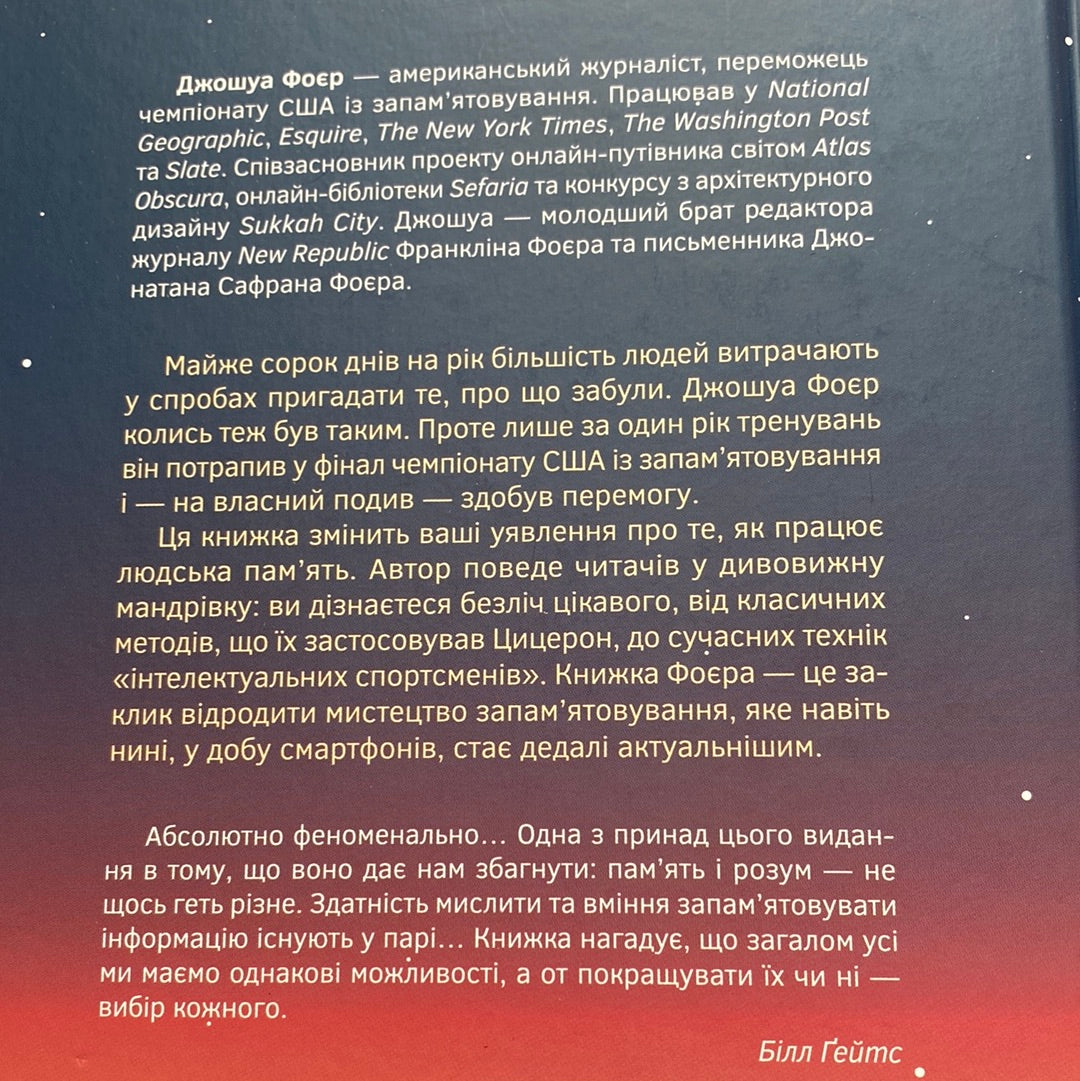 Джошуа Фоєр — американський журналіст, переможець
чемпіонату США із запам'ятовування. Працював у National
Geographic, Esquire, The New York Times, The Washington Post
та Slate. Співзасновник проекту онлайн-путівника світом Atlas
Obscura, онлайн-бібліотеки Sefaria та конкурсу з архітектурного
дизайну Sukkah City. Джошуа — молодший брат редактора
журналу New Republic Франкліна Фоєра та письменника Джо-
натана Сафрана Фоєра.
Майже сорок днів на рік більшість людей витрачають
у спробах пригадати те, про що забули. Джошуа Фоєр
колись теж був таким. Проте лише за один рік тренувань
він потрапив у фінал чемпіонату США із запам'ятовування
і — на власний подив — здобув перемогу.
Ця книжка змінить ваші уявлення про те, як працює
людська пам'ять. Автор поведе читачів у дивовижну
мандрівку: ви дізнаєтеся безліч цікавого, від класичних
методів, що їх застосовував Цицерон, до сучасних технік
«інтелектуальних спортсменів». Книжка Фоєра — це за-
клик відродити мистецтво запам'ятовування, яке навіть
нині, у добу смартфонів, стає дедалі актуальнішим.
Абсолютно феноменально... Одна з принад цього видан-
ня в тому, що воно дає нам збагнути: пам'ять і розум — не
щось геть різне. Здатність мислити та вміння запам'ятовувати
інформацію існують у парі... Книжка нагадує, що загалом усі
ми маємо однакові можливості, а от покращувати їх чи ні —
вибір кожного.
Білл Ґейтс